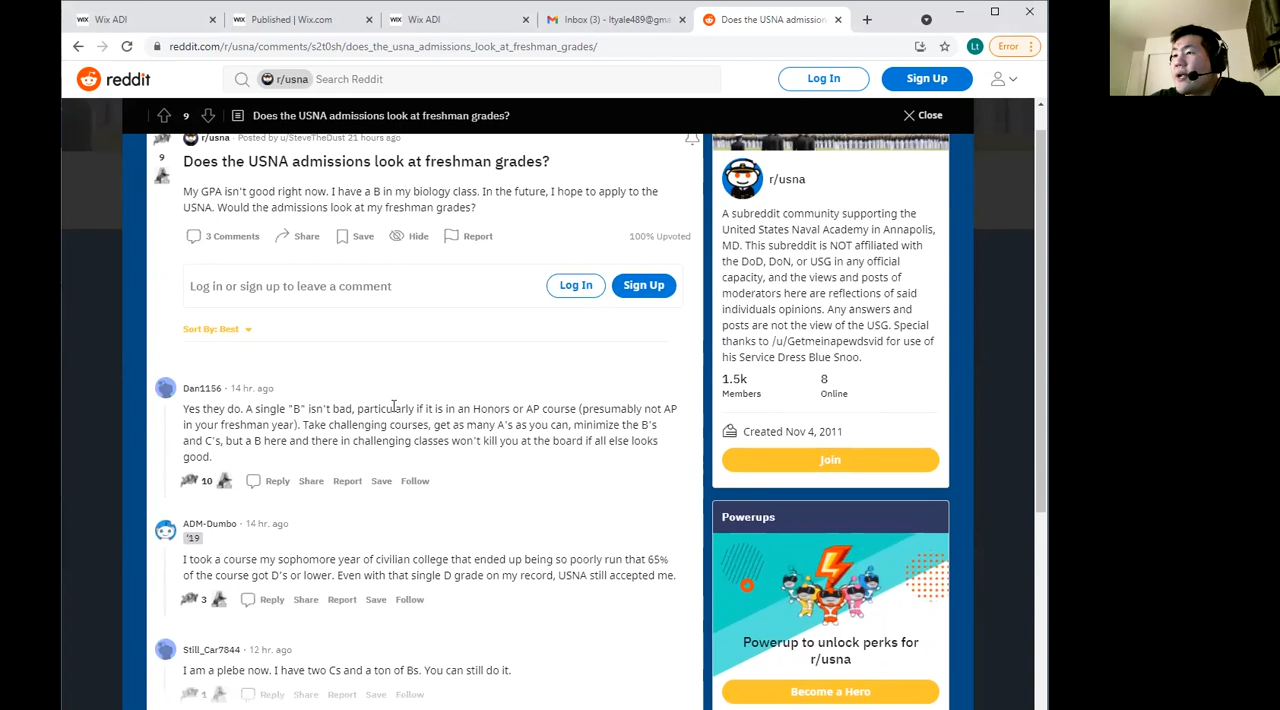 WIX Wix ADI
WIX Published | Wix.com
WIX Wix ADI
Inbox (3) - ltyale489@gma
Does the USNA admission
reddit.com/r/usna/comments/s2t0sh/does_the_usna_admissions_look_at_freshman_grades/
Lt
Error
reddit
r/usna Search Reddit
Log In
Sign Up
9
Does the USNA admissions look at freshman grades?
Close
r/usna · Posted by u/SteveTheDust 21 hours ago
9
Does the USNA admissions look at freshman grades?
My GPA isn't good right now. I have a B in my biology class. In the future, I hope to apply to the
USNA. Would the admissions look at my freshman grades?
3 Comments Share Save Hide Report 100% Upvoted
Log in or sign up to leave a comment
Log In
Sign Up
Sort By: Best
Dan1156 · 14 hr. ago
Yes they do. A single "B" isn't bad, particularly if it is in an Honors or AP course (presumably not AP
in your freshman year). Take challenging courses, get as many A's as you can, minimize the B's
and C's, but a B here and there in challenging classes won't kill you at the board if all else looks
good.
10 Reply Share Report Save Follow
ADM-Dumbo · 14 hr. ago
'19
I took a course my sophomore year of civilian college that ended up being so poorly run that 65%
of the course got D's or lower. Even with that single D grade on my record, USNA still accepted me.
3 Reply Share Report Save Follow
Still_Car7844 · 12 hr. ago
I am a plebe now. I have two Cs and a ton of Bs. You can still do it.
1 Reply Share Report Save Follow
r/usna
A subreddit community supporting the
United States Naval Academy in Annapolis,
MD. This subreddit is NOT affiliated with
the DoD, DoN, or USG in any official
capacity, and the views and posts of
moderators here are reflections of said
individuals opinions. Any answers and
posts are not the view of the USG. Special
thanks to /u/Getmeinapewdsvid for use of
his Service Dress Blue Snoo.
1.5k
Members
8
Online
Created Nov 4, 2011
Join
Powerups
Powerup to unlock perks for
r/usna
Become a Hero